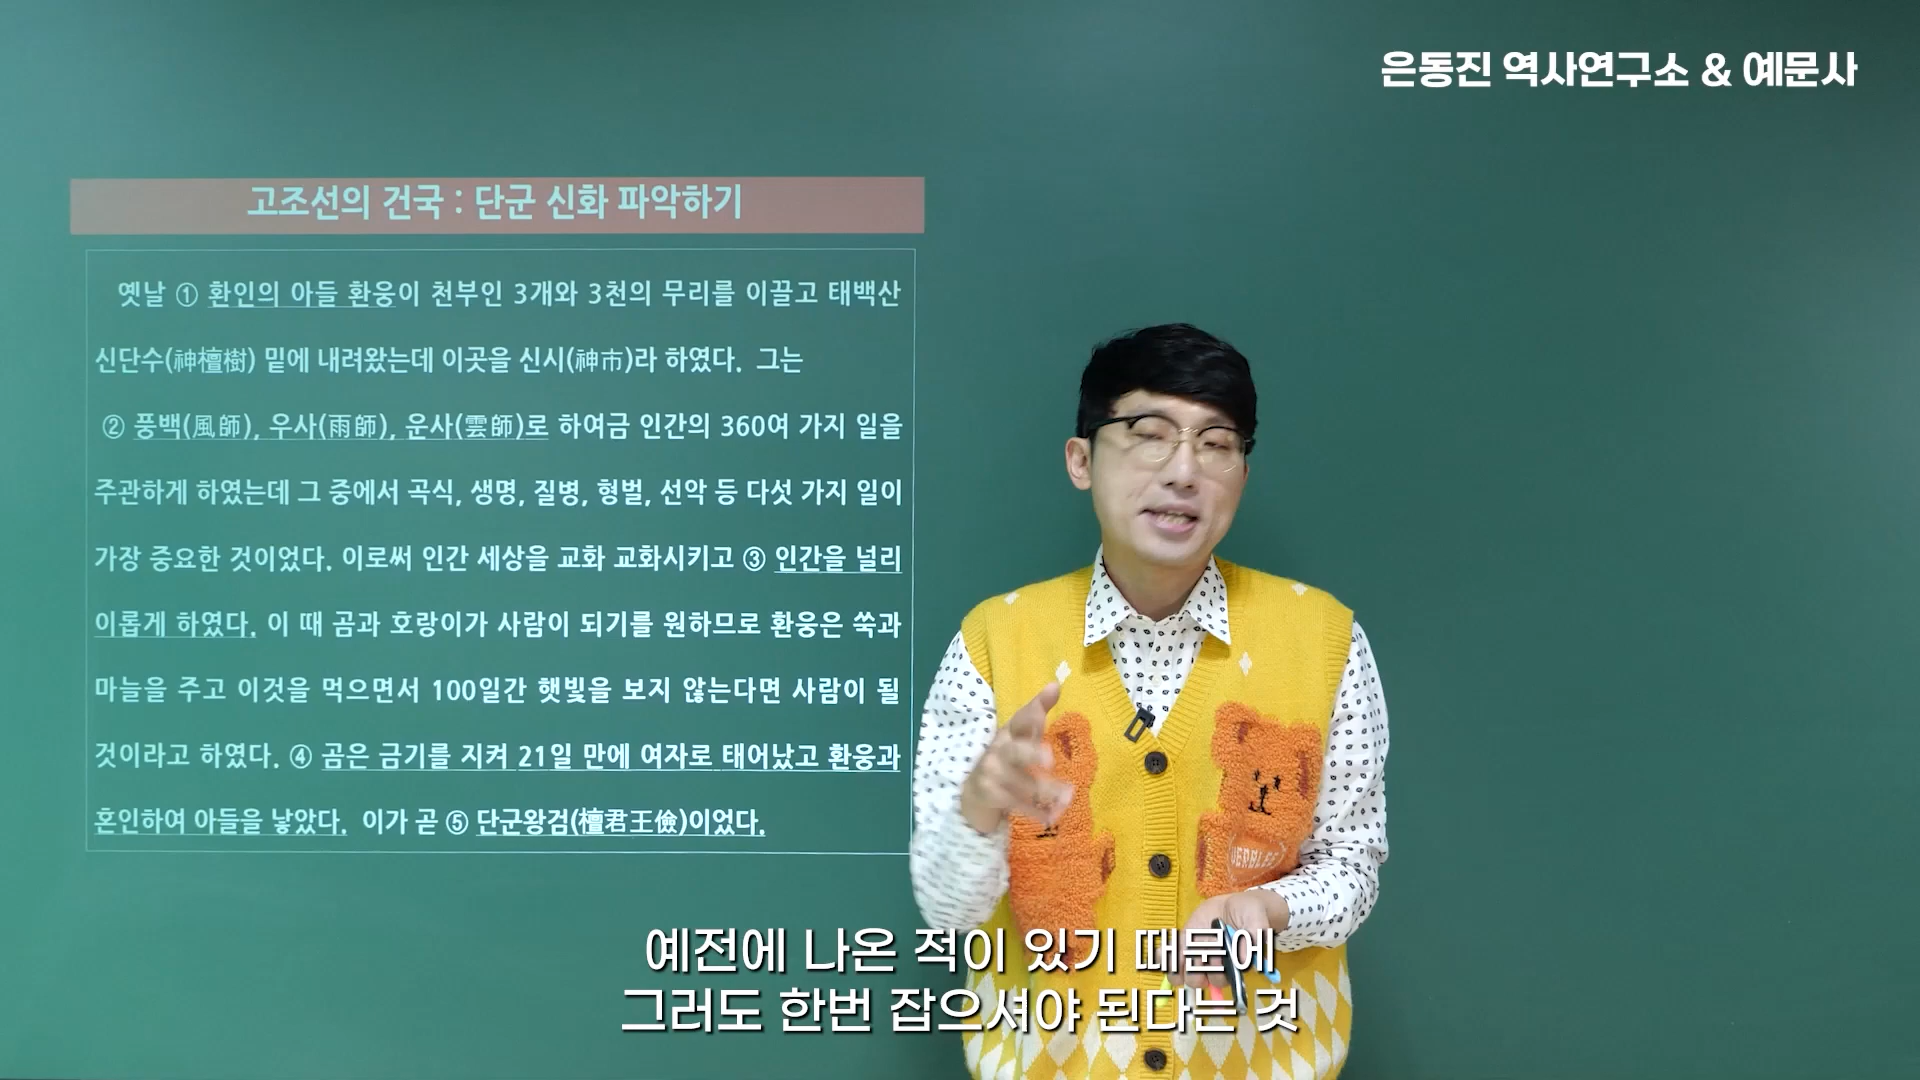 은동진 역사연구소 & 예문사
고조선의 건국 : 단군 신화 파악하기
옛날 ① 환인의 아들 환웅이 천부인 3개와 3천의 무리를 이끌고 태백산
신단수(神檀樹) 밑에 내려왔는데 이곳을 신시(神市)라 하였다. 그는
② 풍백(風師), 우사(雨師), 운사(雲師)로 하여금 인간의 360여 가지 일을
주관하게 하였는데 그 중에서 곡식, 생명, 질병, 형벌, 선악 등 다섯 가지 일이
가장 중요한 것이었다. 이로써 인간 세상을 교화 교화시키고 ③ 인간을 널리
이롭게 하였다. 이 때 곰과 호랑이가 사람이 되기를 원하므로 환웅은 쑥과
마늘을 주고 이것을 먹으면서 100일간 햇빛을 보지 않는다면 사람이 될
것이라고 하였다. ④ 곰은 금기를 지켜 21일 만에 여자로 태어났고 환웅과
혼인하여 아들을 낳았다. 이가 곧 ⑤ 단군왕검(檀君王儉)이었다.
예전에 나온 적이 있기 때문에
그러도 한번 잡으셔야 된다는 것